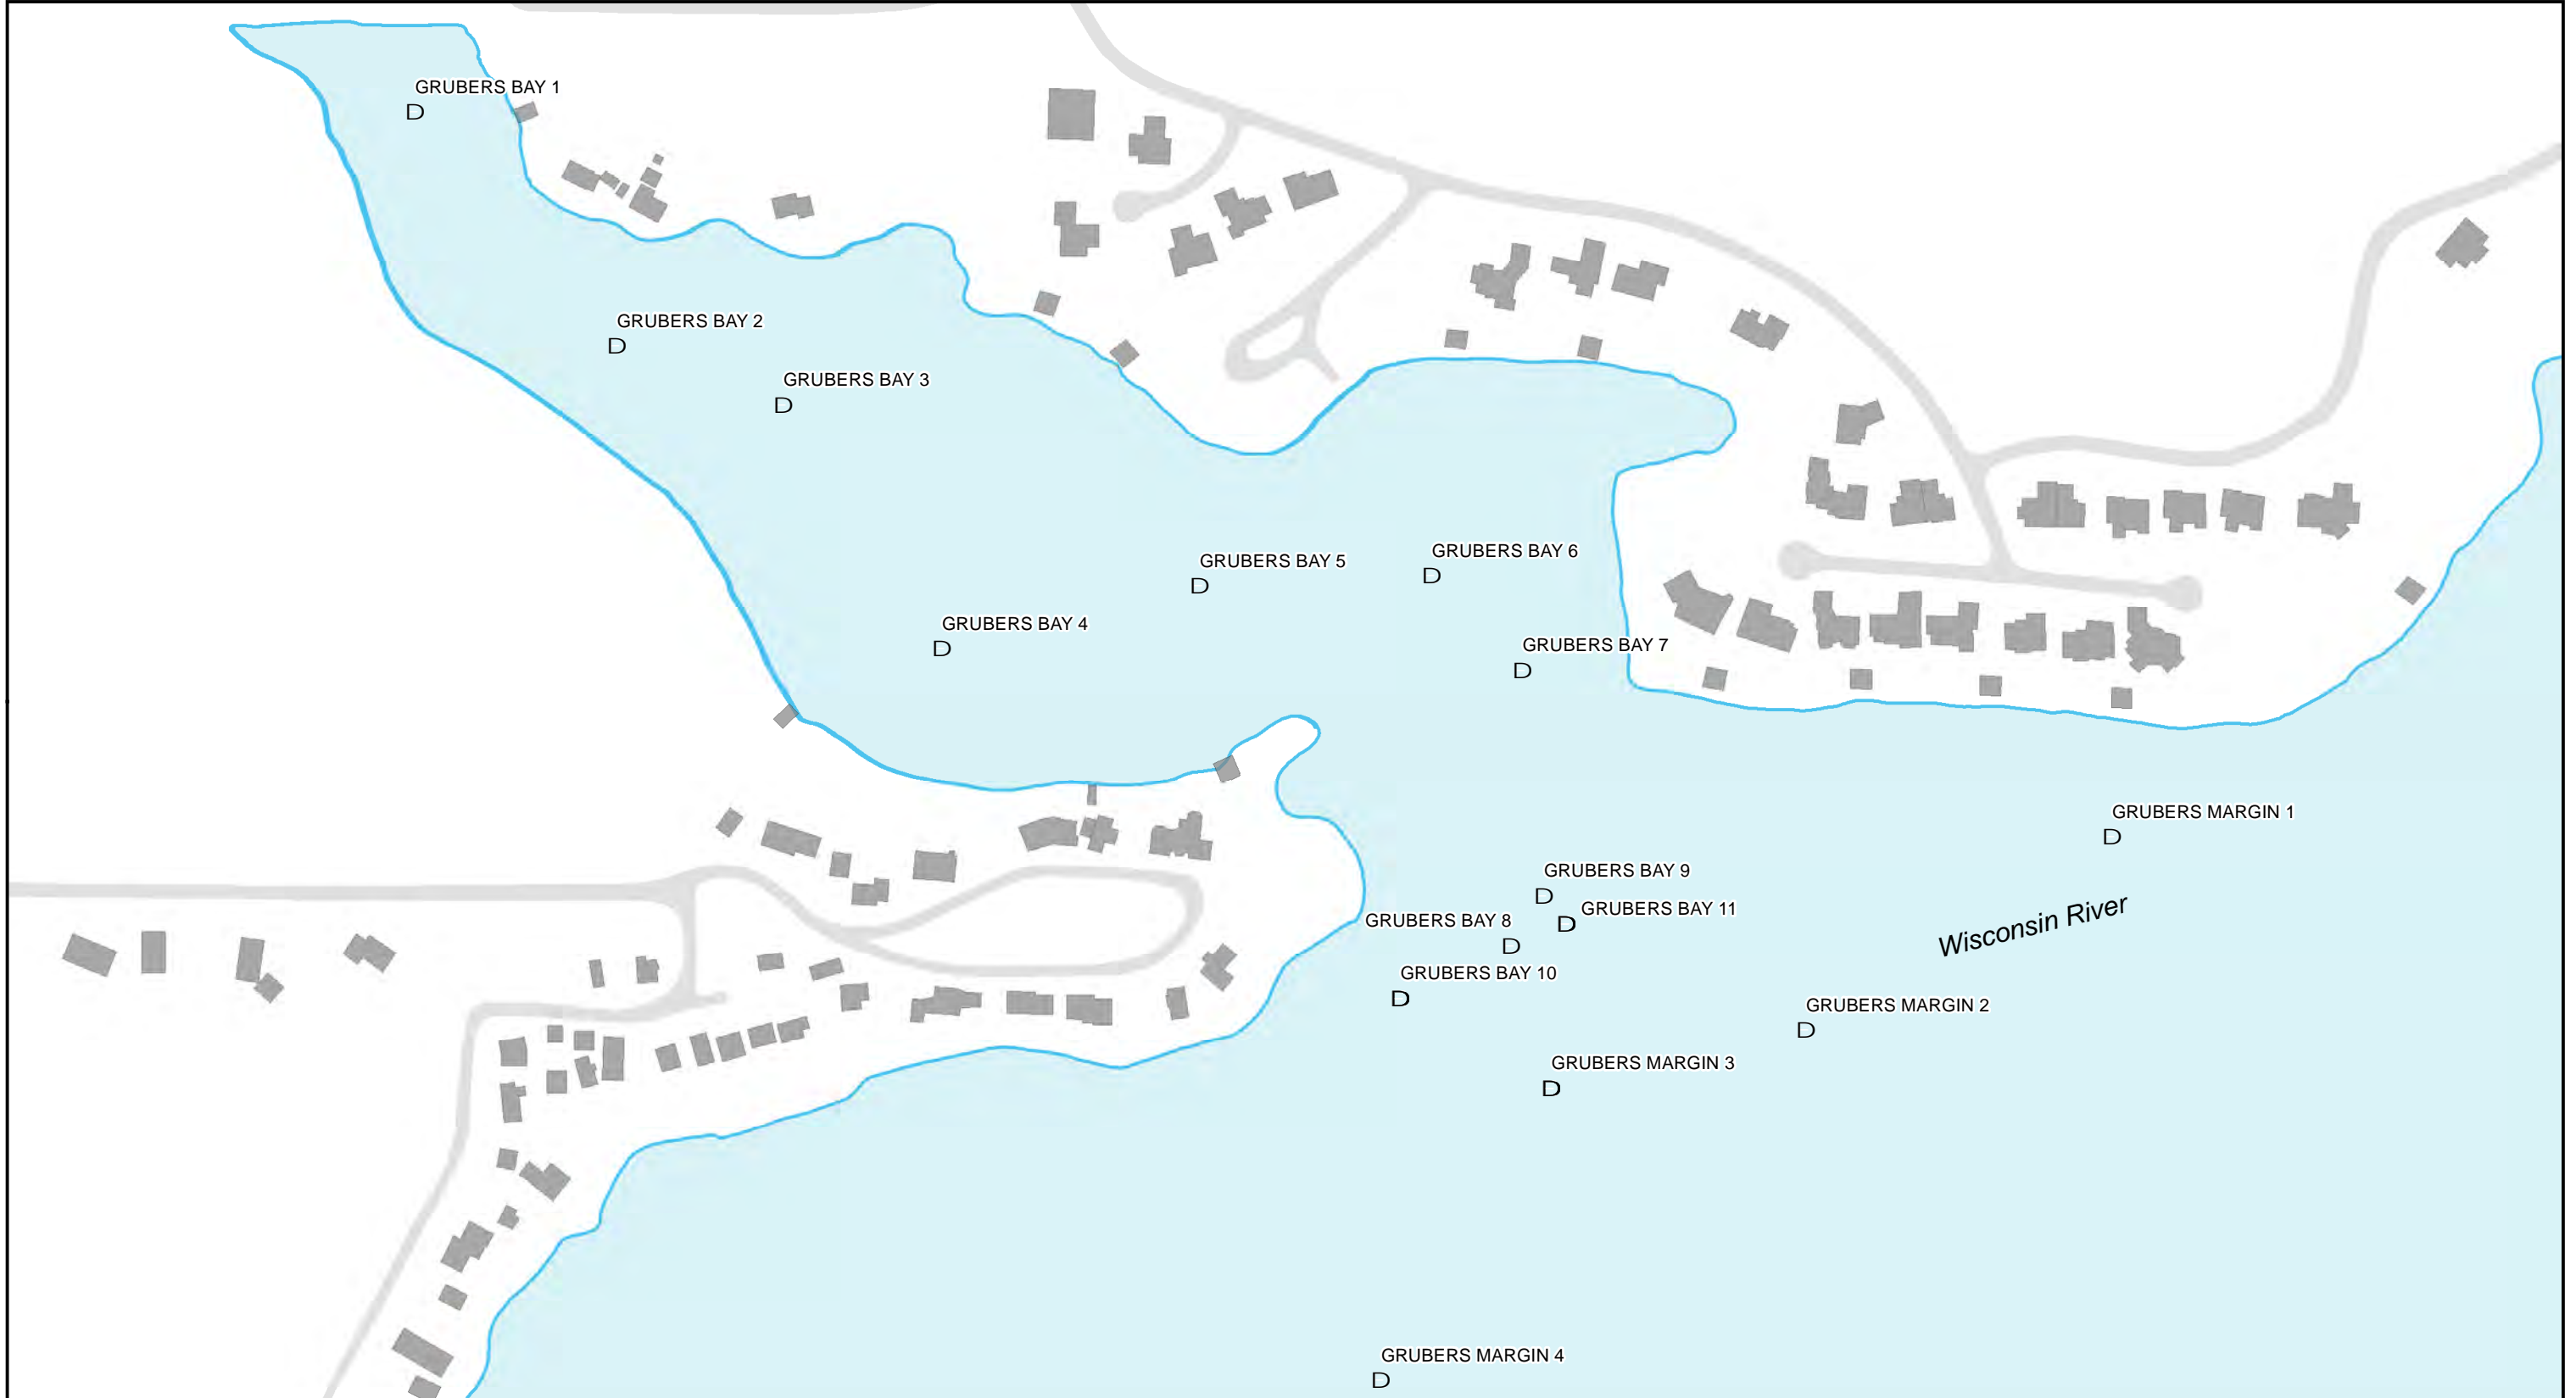 GRUBERS BAY 1
D
GRUBERS BAY 2
D
GRUBERS BAY 3
D
GRUBERS BAY 6
D
GRUBERS BAY 5
D
GRUBERS BAY 4
D
GRUBERS BAY 7
D
GRUBERS MARGIN 1
D
GRUBERS BAY 9
D
GRUBERS BAY 11
D
GRUBERS BAY 8
D
Wisconsin River
GRUBERS BAY 10
D
GRUBERS MARGIN 2
D
GRUBERS MARGIN 3
D
GRUBERS MARGIN 4
D